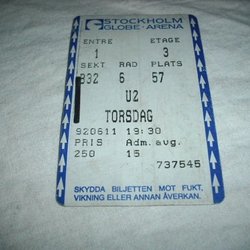 STOCKHOLM
GLOBE·ARENA
ENTRE ETAGE
1 3
SEKT RAD PLATS
B32 6 57
U2
TORSDAG
920611 19:30
PRIS Adm.avg.
250 15
737545
SKYDDA BILJETTEN MOT FUKT,
VIKNING ELLER ANNAN ÅVERKAN.